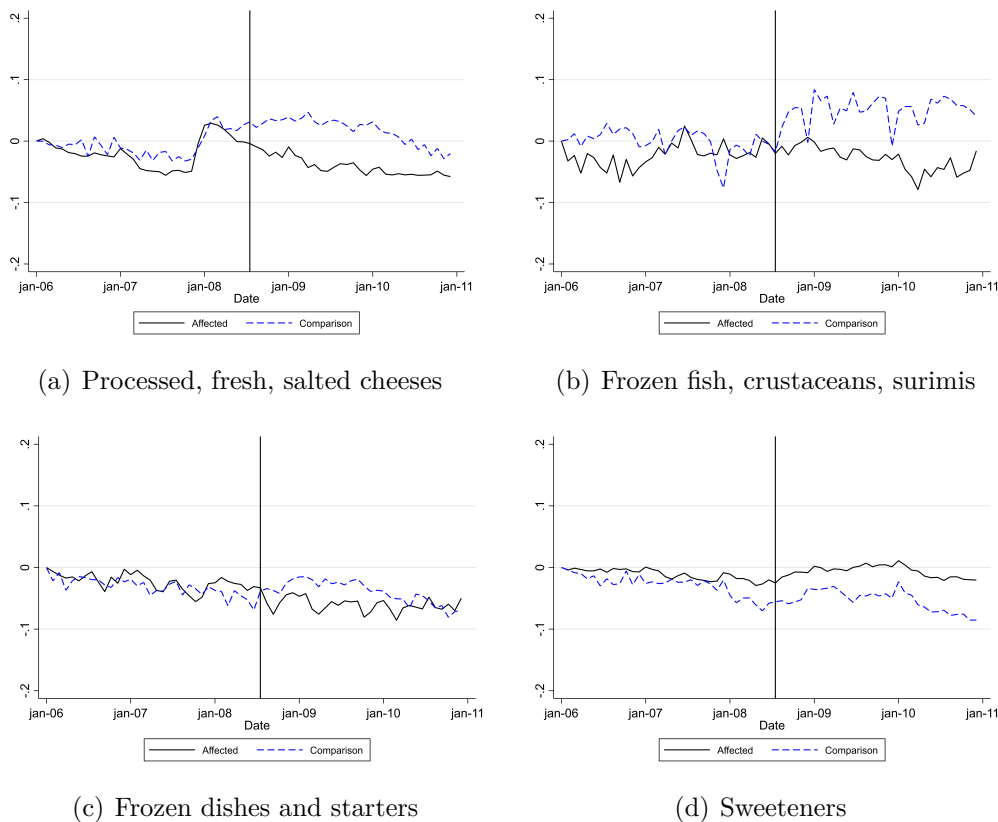 .2
.1
0
-.1
-.2
jan-06 jan-07 jan-08 jan-09 jan-10 jan-11
Date
Affected Comparison
(a) Processed, fresh, salted cheeses
.2
.1
0
-.1
-.2
jan-06 jan-07 jan-08 jan-09 jan-10 jan-11
Date
Affected Comparison
(b) Frozen fish, crustaceans, surimis
.2
.1
0
-.1
-.2
jan-06 jan-07 jan-08 jan-09 jan-10 jan-11
Date
Affected Comparison
(c) Frozen dishes and starters
.2
.1
0
-.1
-.2
jan-06 jan-07 jan-08 jan-09 jan-10 jan-11
Date
Affected Comparison
(d) Sweeteners